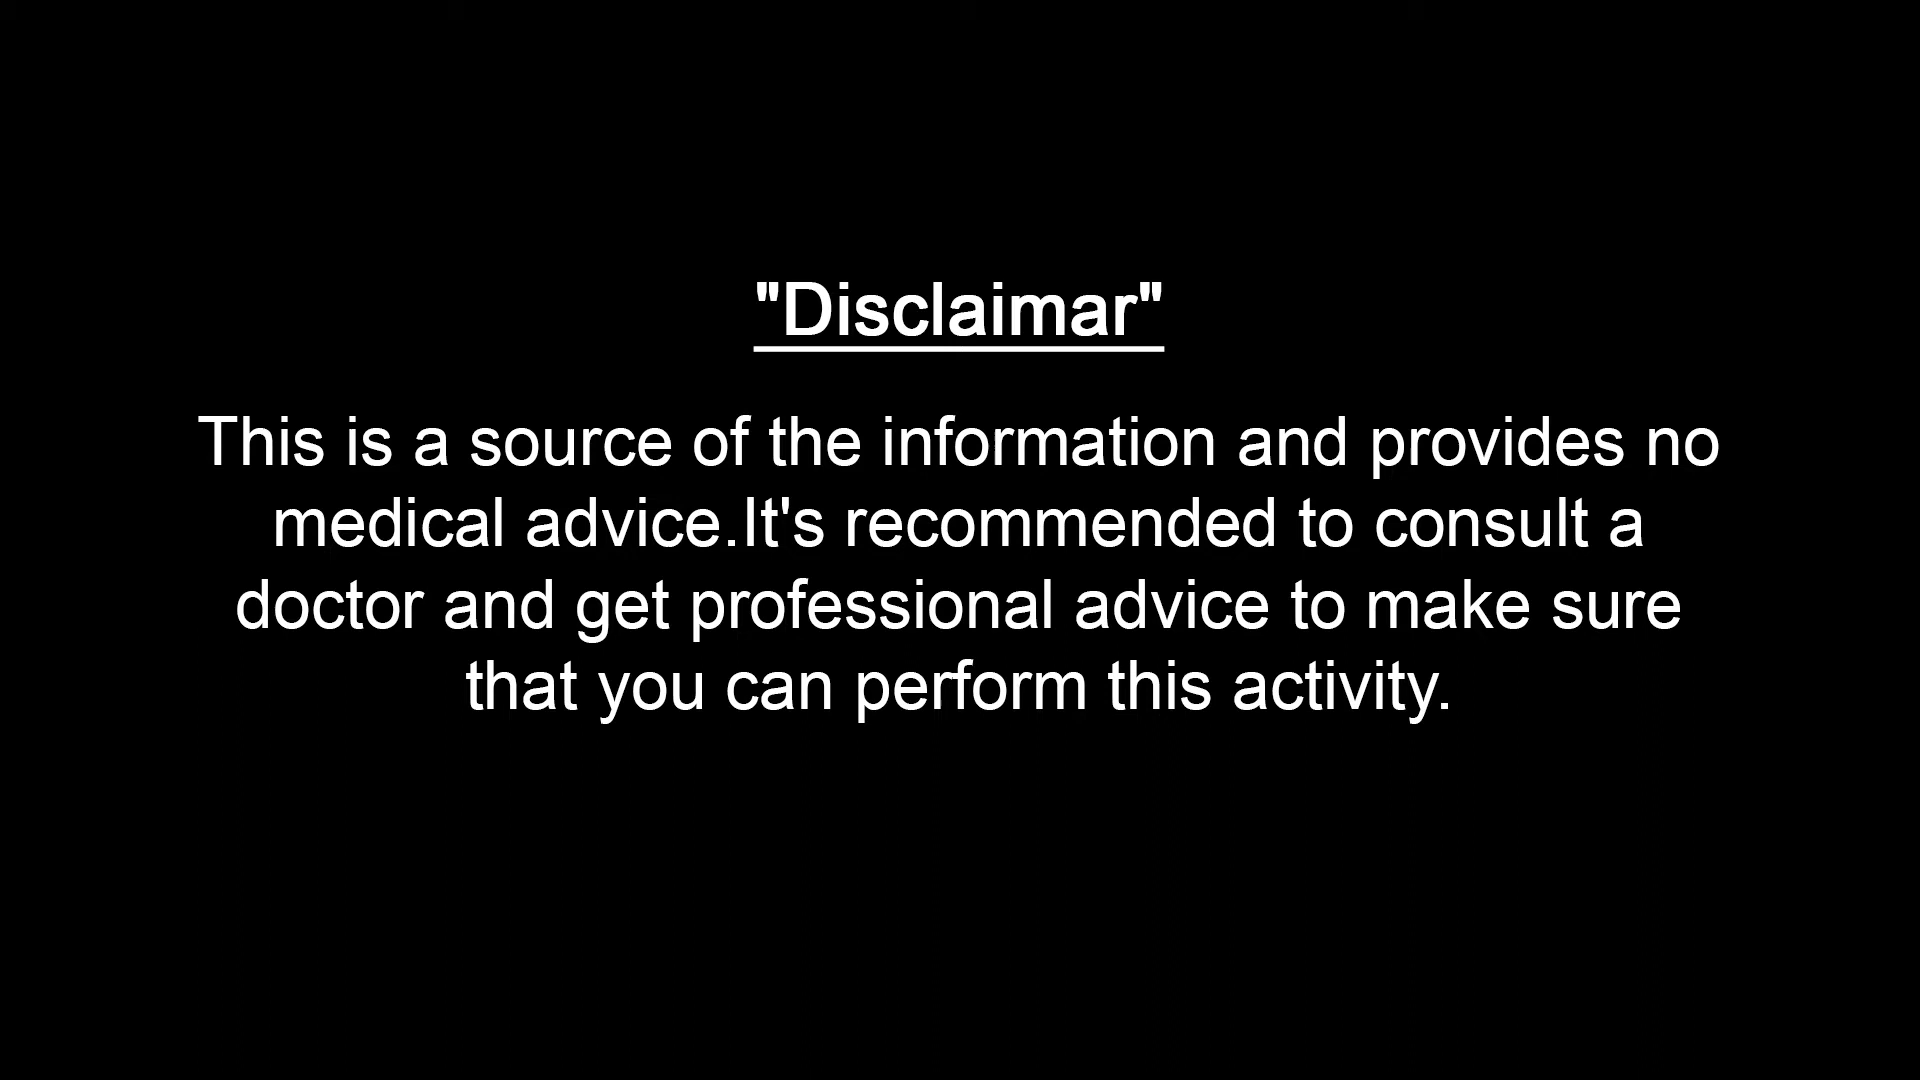 "Disclaimar"
This is a source of the information and provides no
medical advice.It's recommended to consult a
doctor and get professional advice to make sure
that you can perform this activity.